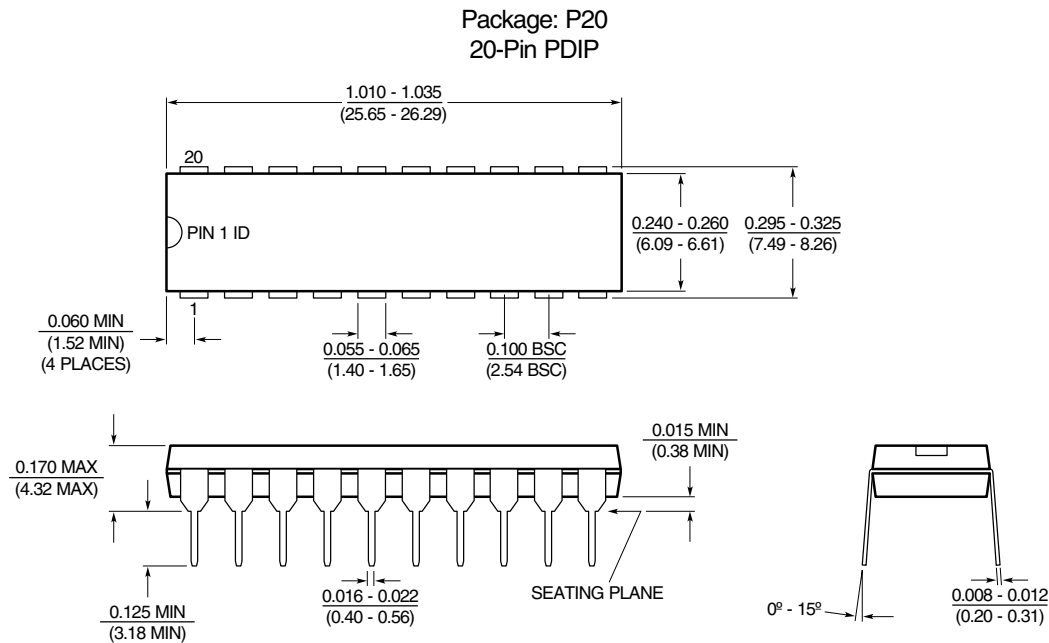 Package: P20
20-Pin PDIP
1.010 - 1.035
(25.65 - 26.29)
20
PIN 1 ID
0.240 - 0.260
(6.09 - 6.61)
0.295 - 0.325
(7.49 - 8.26)
1
0.060 MIN
(1.52 MIN)
(4 PLACES)
0.055 - 0.065
(1.40 - 1.65)
0.100 BSC
(2.54 BSC)
0.170 MAX
(4.32 MAX)
0.015 MIN
(0.38 MIN)
0.125 MIN
(3.18 MIN)
0.016 - 0.022
(0.40 - 0.56)
SEATING PLANE
0º - 15º
0.008 - 0.012
(0.20 - 0.31)